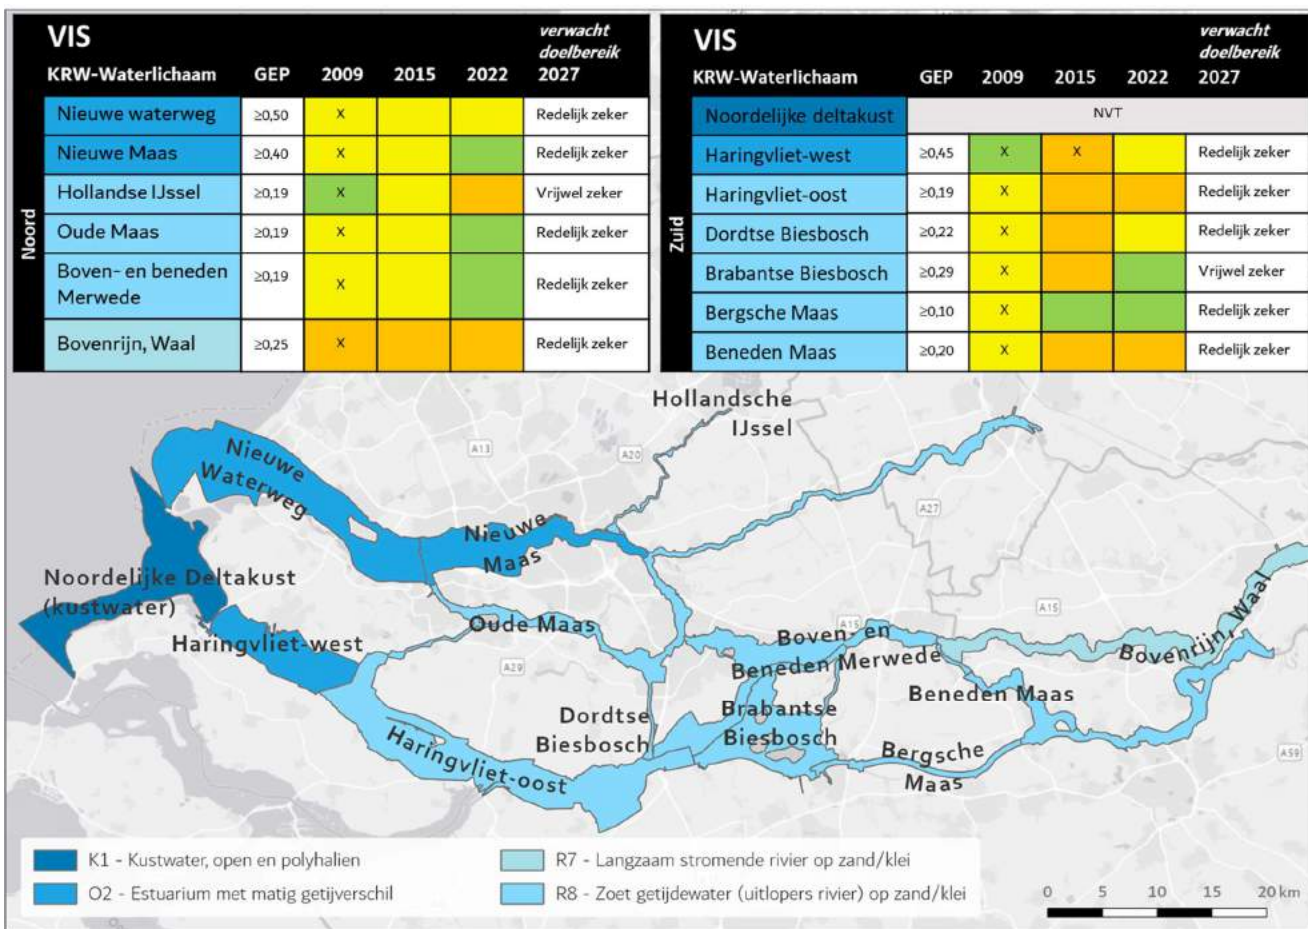 VIS
verwacht
doelbereik
KRW-Waterlichaam GEP 2009 2015 2022 2027
Noord
Nieuwe waterweg ≥0,50 X Redelijk zeker
Nieuwe Maas ≥0,40 X Redelijk zeker
Hollandse IJssel ≥0,19 X Vrijwel zeker
Oude Maas ≥0,19 X Redelijk zeker
Boven- en beneden
Merwede ≥0,19 X Redelijk zeker
Bovenrijn, Waal ≥0,25 X Redelijk zeker
VIS
verwacht
doelbereik
KRW-Waterlichaam GEP 2009 2015 2022 2027
Zuid
Noordelijke deltakust NVT
Haringvliet-west ≥0,45 X X Redelijk zeker
Haringvliet-oost ≥0,19 X Redelijk zeker
Dordtse Biesbosch ≥0,22 X Redelijk zeker
Brabantse Biesbosch ≥0,29 X Vrijwel zeker
Bergsche Maas ≥0,10 X Redelijk zeker
Beneden Maas ≥0,20 X Redelijk zeker
Hollandsche
IJssel
A13
A20
Nieuwe
Waterweg
A27
Nieuwe
Maas
Noordelijke Deltakust
(kustwater)
Haringvliet-west
Oude Maas
A15
A15
Boven- en
Beneden Merwede
Bovenrijn, Waal
A29
Beneden Maas
Dordtse
Biesbosch
Brabantse
Biesbosch
Haringvliet-oost
Bergsche
Maas
A59
K1 - Kustwater, open en polyhalien
O2 - Estuarium met matig getijverschil
R7 - Langzaam stromende rivier op zand/klei
R8 - Zoet getijdewater (uitlopers rivier) op zand/klei
0 5 10 15 20 km